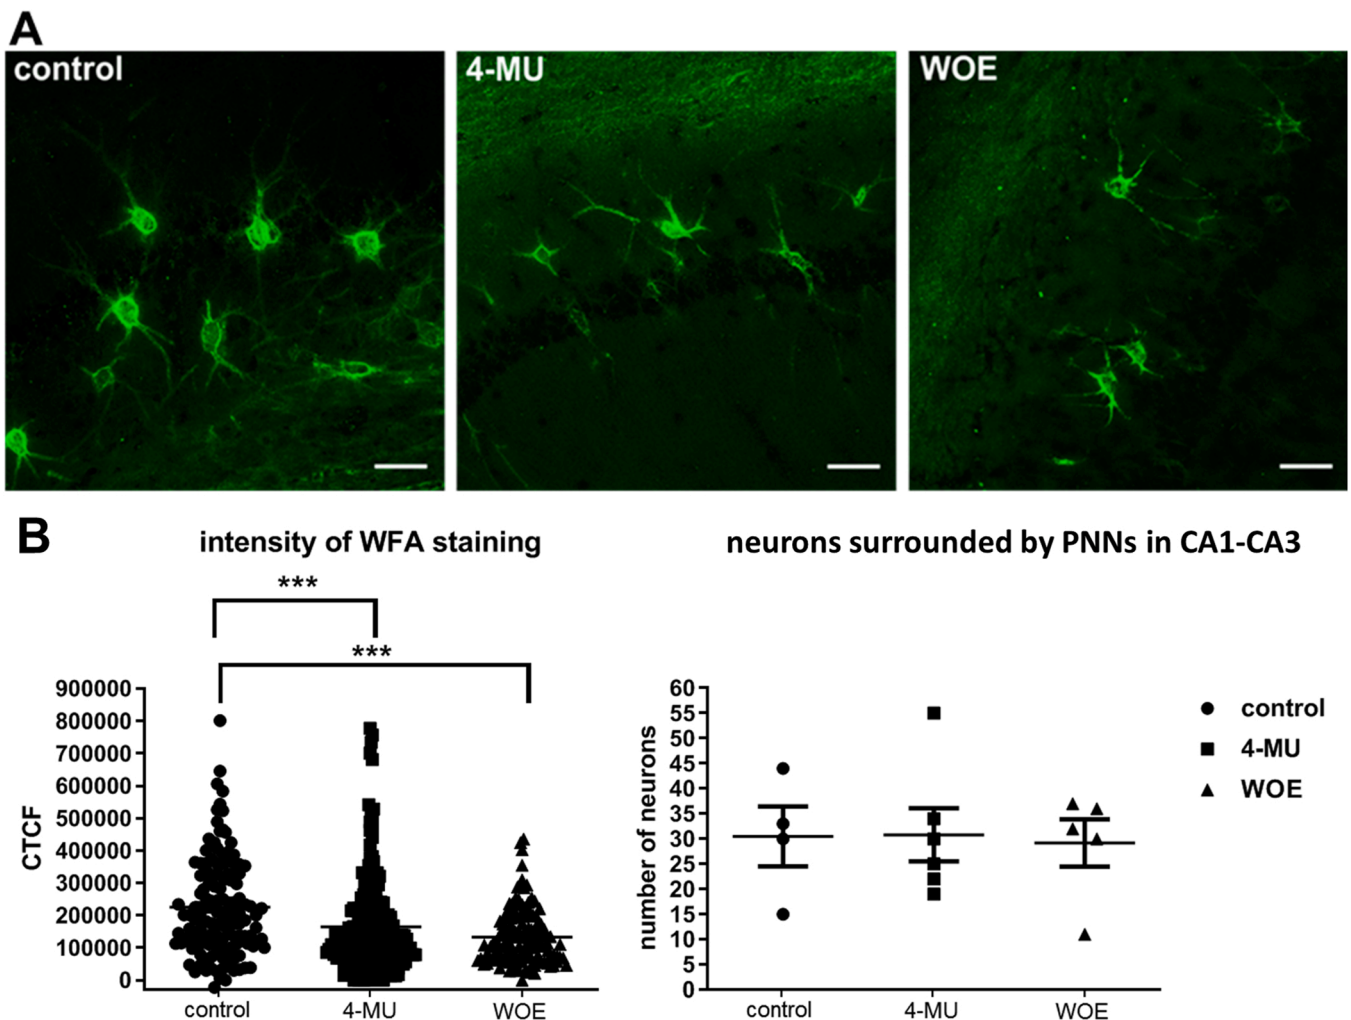 A
control
4-MU
WOE
B
intensity of WFA staining
neurons surrounded by PNNs in CA1-CA3
***
***
CTCF
900000
800000
700000
600000
500000
400000
300000
200000
100000
0
control
4-MU
WOE
number of neurons
60
55
50
45
40
35
30
25
20
15
10
5
0
control
4-MU
WOE
control
4-MU
WOE